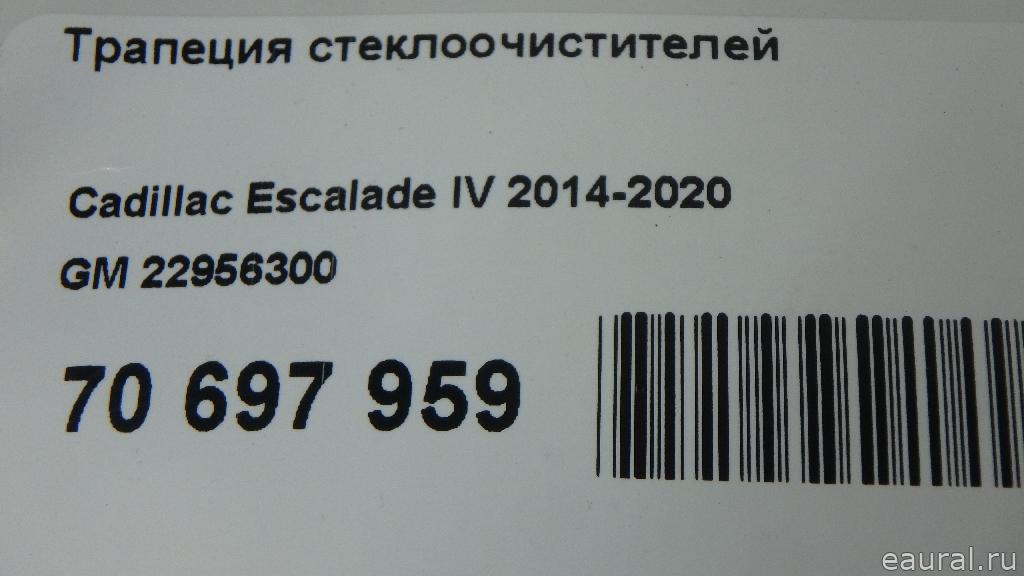 Трапеция стеклоочистителей
Cadillac Escalade IV 2014-2020
GM 22956300
70 697 959
eaural.ru